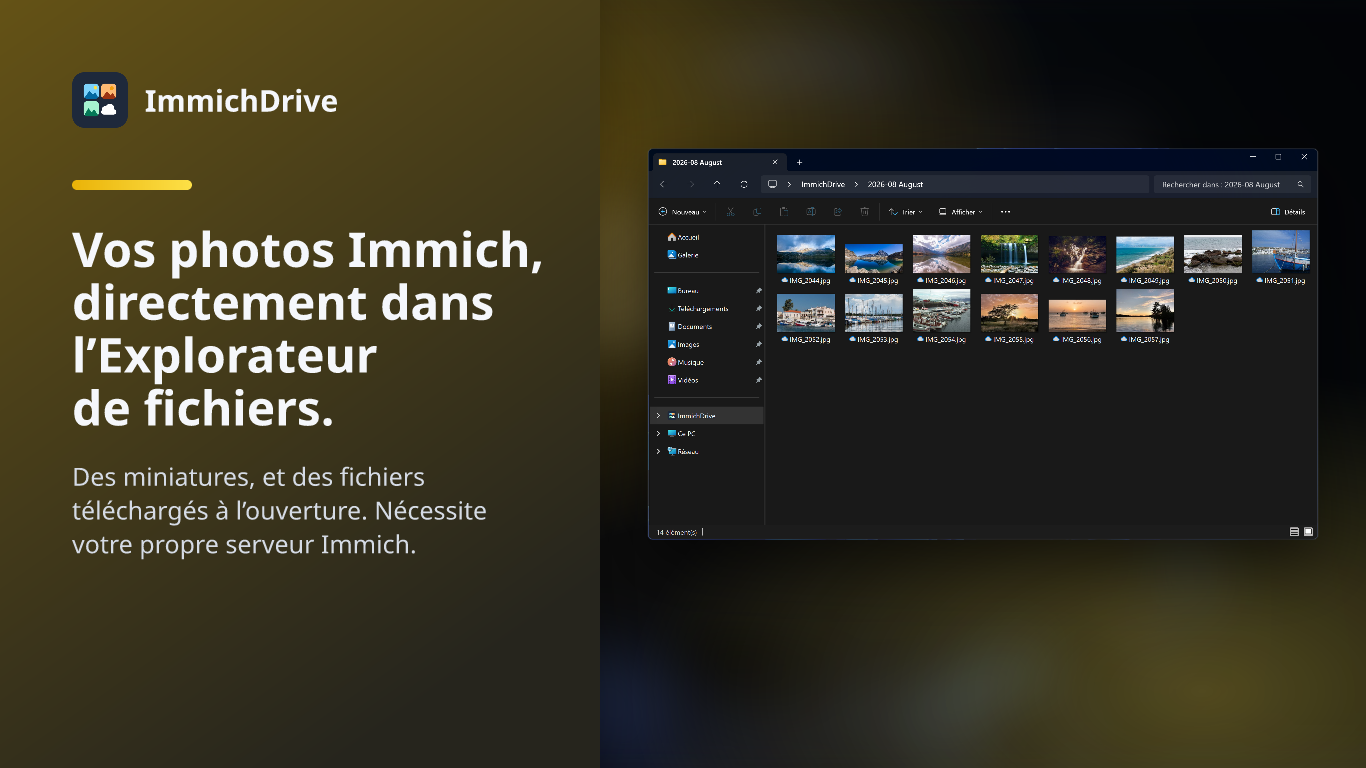 ImmichDrive
Vos photos Immich,
directement dans
l’Explorateur
de fichiers.
Des miniatures, et des fichiers
téléchargés à l’ouverture. Nécessite
votre propre serveur Immich.
2026-08 August
ImmichDrive 2026-08 August
Rechercher dans : 2026-08 August
Nouveau Trier Afficher Détails
Accueil
Galerie
Bureau
Téléchargements
Documents
Images
Musique
Vidéos
ImmichDrive
Ce PC
Réseau
IMG_2044.jpg IMG_2045.jpg IMG_2046.jpg IMG_2047.jpg IMG_2048.jpg IMG_2049.jpg IMG_2050.jpg IMG_2051.jpg
IMG_2052.jpg IMG_2053.jpg IMG_2054.jpg IMG_2055.jpg IMG_2056.jpg IMG_2057.jpg
14 élément(s)